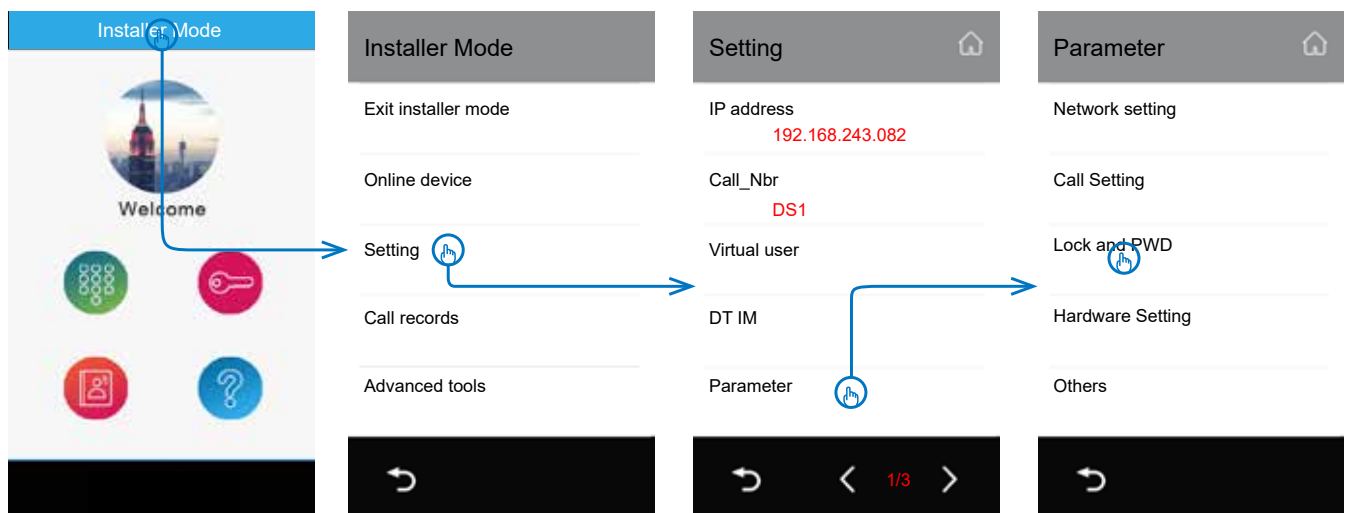 Installer Mode
Welcome
Installer Mode
Exit installer mode
Online device
Setting
Call records
Advanced tools
Setting
IP address
192.168.243.082
Call_Nbr
DS1
Virtual user
DT IM
Parameter
1/3
Parameter
Network setting
Call Setting
Lock and PWD
Hardware Setting
Others